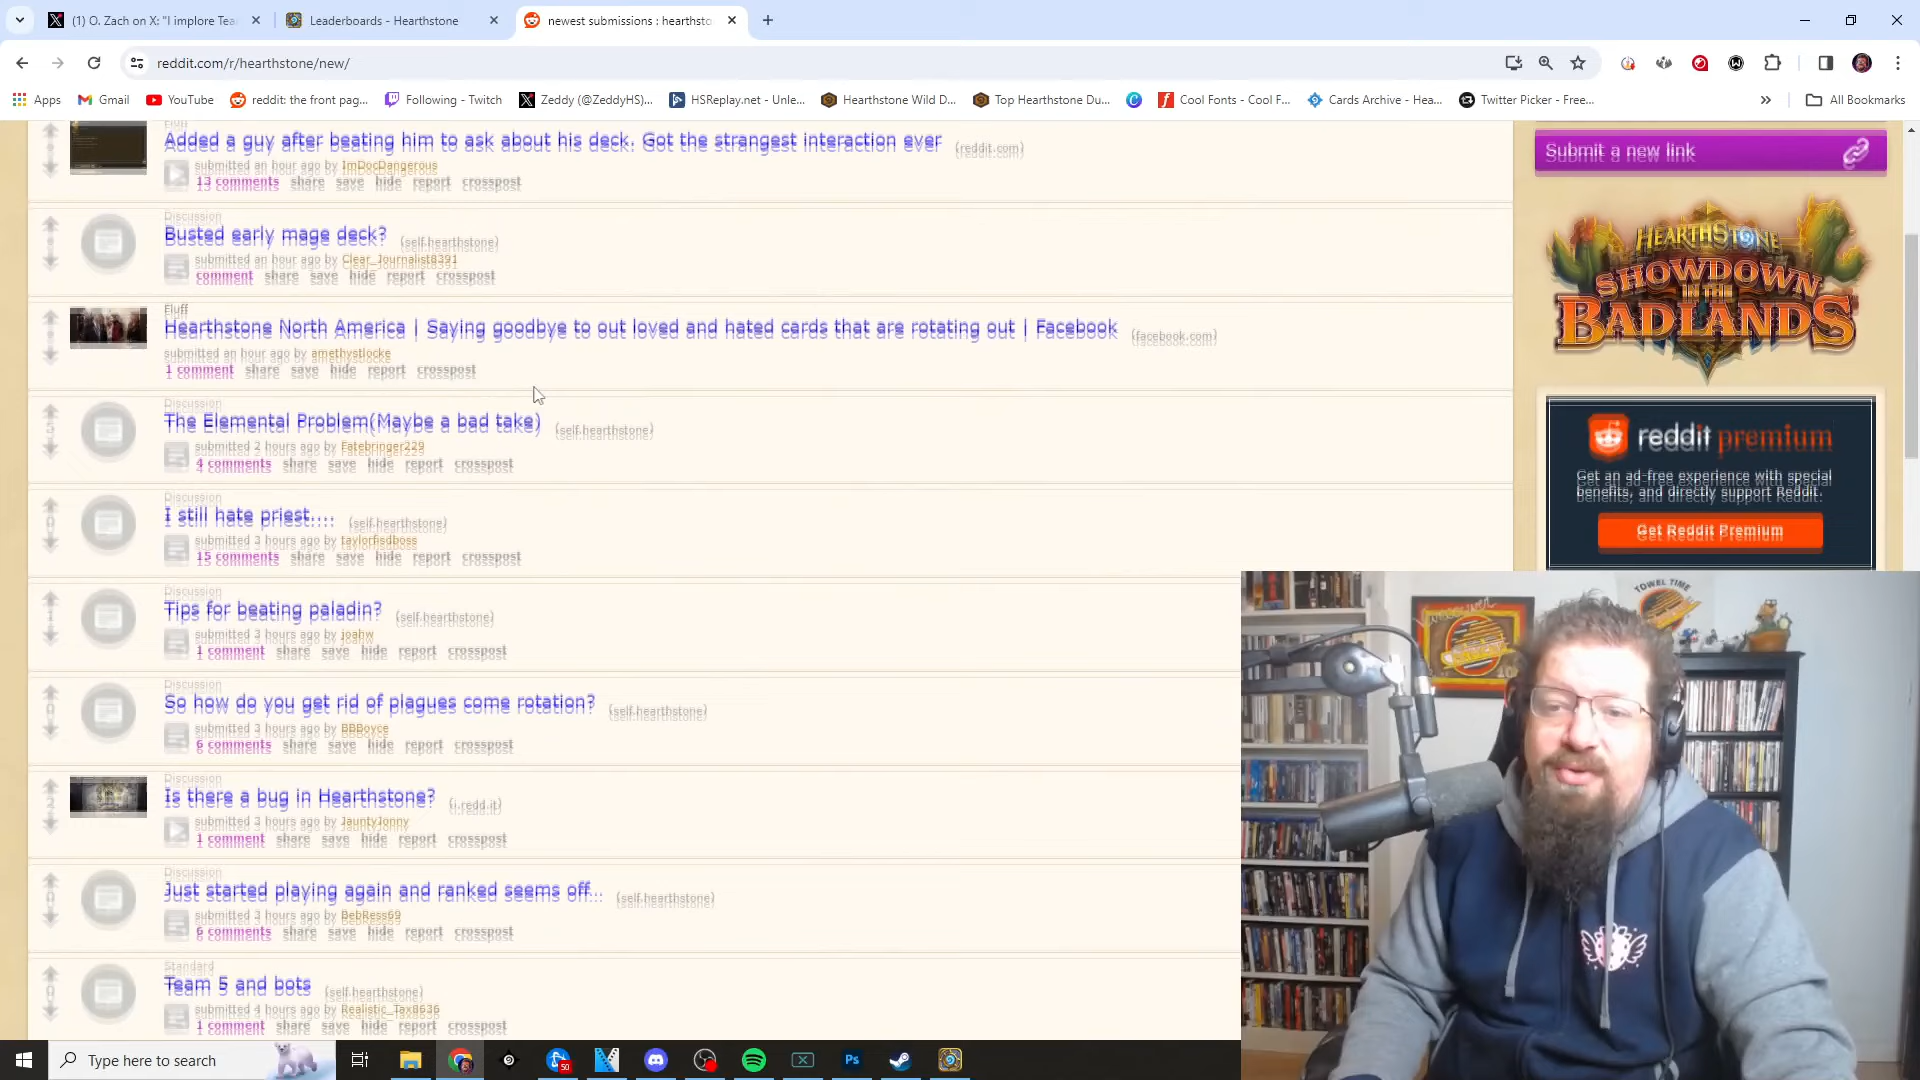 (1) O. Zach on X: "I implore Tea
Leaderboards - Hearthstone
newest submissions : hearthsto
reddit.com/r/hearthstone/new/
Apps
Gmail
YouTube
reddit: the front pag...
Following - Twitch
Zeddy (@ZeddyHS)...
HSReplay.net - Unle...
Hearthstone Wild D...
Top Hearthstone Du...
Cool Fonts - Cool F...
Cards Archive - Hea...
Twitter Picker - Free...
All Bookmarks
Fluff
Added a guy after beating him to ask about his deck. Got the strangest interaction ever (reddit.com)
submitted an hour ago by ImDocDangerous
13 comments share save hide report crosspost
Discussion
Busted early mage deck? (self.hearthstone)
submitted an hour ago by Clear_Journalist8391
comment share save hide report crosspost
Fluff
Hearthstone North America | Saying goodbye to out loved and hated cards that are rotating out | Facebook (facebook.com)
submitted an hour ago by amethystlocke
1 comment share save hide report crosspost
Discussion
The Elemental Problem(Maybe a bad take) (self.hearthstone)
submitted 2 hours ago by Fatebringer229
4 comments share save hide report crosspost
Discussion
I still hate priest.... (self.hearthstone)
submitted 3 hours ago by taylorfisdboss
15 comments share save hide report crosspost
Discussion
Tips for beating paladin? (self.hearthstone)
submitted 3 hours ago by joahw
1 comment share save hide report crosspost
Discussion
So how do you get rid of plagues come rotation? (self.hearthstone)
submitted 3 hours ago by BBBoyce
6 comments share save hide report crosspost
Discussion
Is there a bug in Hearthstone? (i.redd.it)
submitted 3 hours ago by JauntyJonny
1 comment share save hide report crosspost
Discussion
Just started playing again and ranked seems off... (self.hearthstone)
submitted 3 hours ago by BebRess69
6 comments share save hide report crosspost
Standard
Team 5 and bots (self.hearthstone)
submitted 4 hours ago by Realistic_Tax8636
1 comment share save hide report crosspost
Submit a new link
HEARTHSTONE
SHOWDOWN
IN THE
BADLANDS
reddit premium
Get an ad-free experience with special
benefits, and directly support Reddit.
Get Reddit Premium
TOWEL TIME
Vancouver
Type here to search
50
Ps